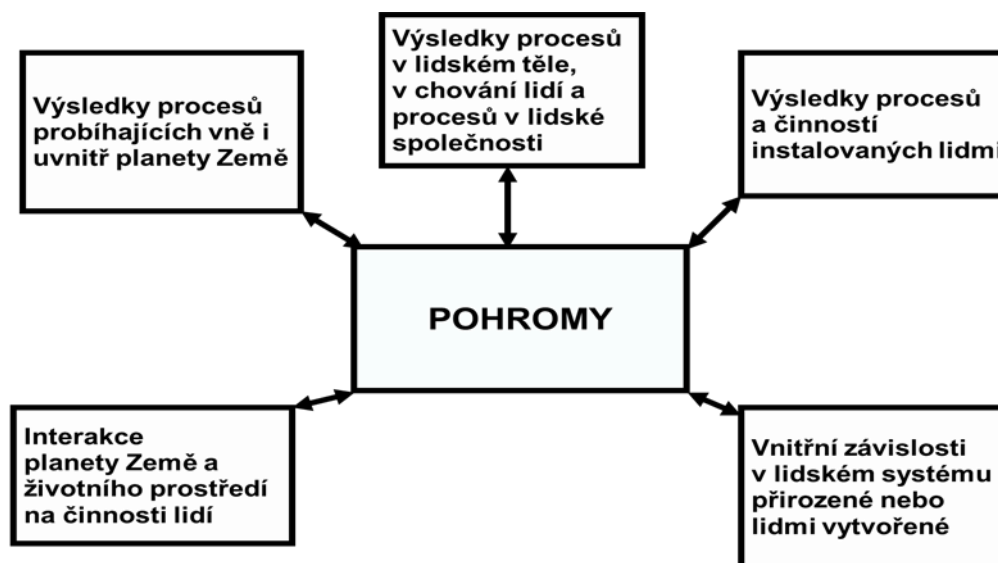 Výsledky procesů
probíhajících vně i
uvnitř planety Země
Výsledky procesů
v lidském těle,
v chování lidí a
procesů v lidské
společnosti
Výsledky procesů
a činností
instalovaných lidmi
POHROMY
Interakce
planety Země a
životního prostředí
na činnosti lidí
Vnitřní závislosti
v lidském systému
přirozené nebo
lidmi vytvořené